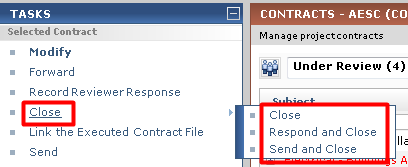 TASKS
Selected Contract
Modify
Forward
Record Reviewer Response
Close
Link the Executed Contract File
Send
CONTRACTS - AESC (C
Manage project contracts
Under Review (4)
Subject
Close
Respond and Close
Send and Close